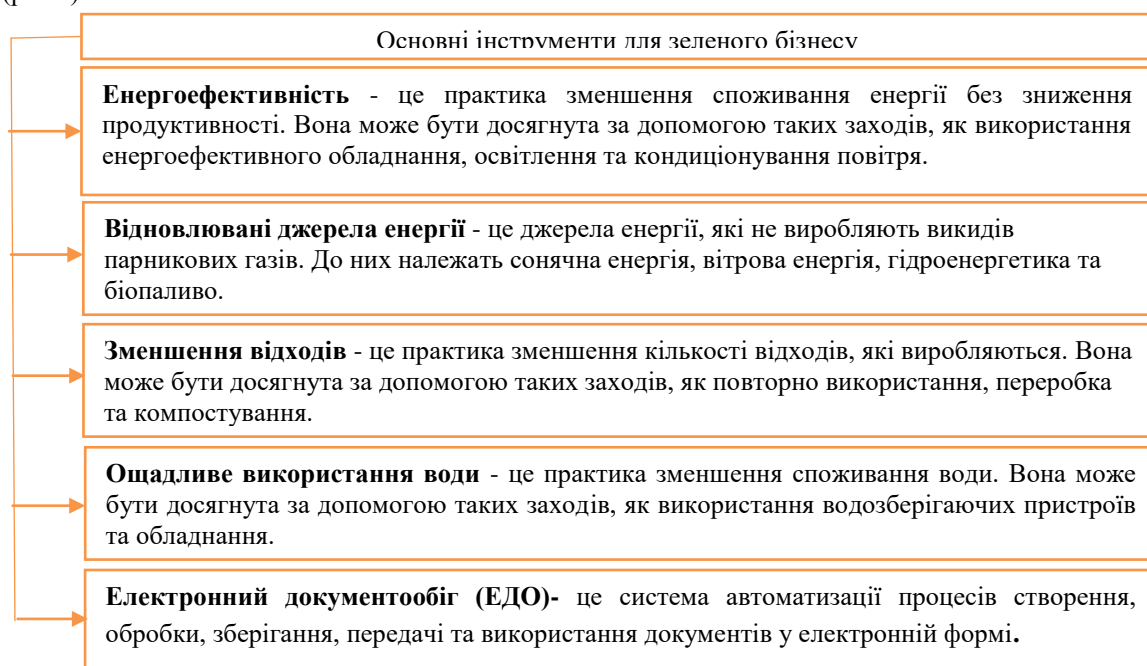 Основні інструменти для зеленого бізнесу
Енергоефективність - це практика зменшення споживання енергії без зниження
продуктивності. Вона може бути досягнута за допомогою таких заходів, як використання
енергоефективного обладнання, освітлення та кондиціонування повітря.
Відновлювані джерела енергії - це джерела енергії, які не виробляють викидів
парникових газів. До них належать сонячна енергія, вітрова енергія, гідроенергетика та
біопаливо.
Зменшення відходів - це практика зменшення кількості відходів, які виробляються. Вона
може бути досягнута за допомогою таких заходів, як повторно використання, переробка
та компостування.
Ощадливе використання води - це практика зменшення споживання води. Вона може
бути досягнута за допомогою таких заходів, як використання водозберігаючих пристроїв
та обладнання.
Електронний документообіг (ЕДО)- це система автоматизації процесів створення,
обробки, зберігання, передачі та використання документів у електронній формі.